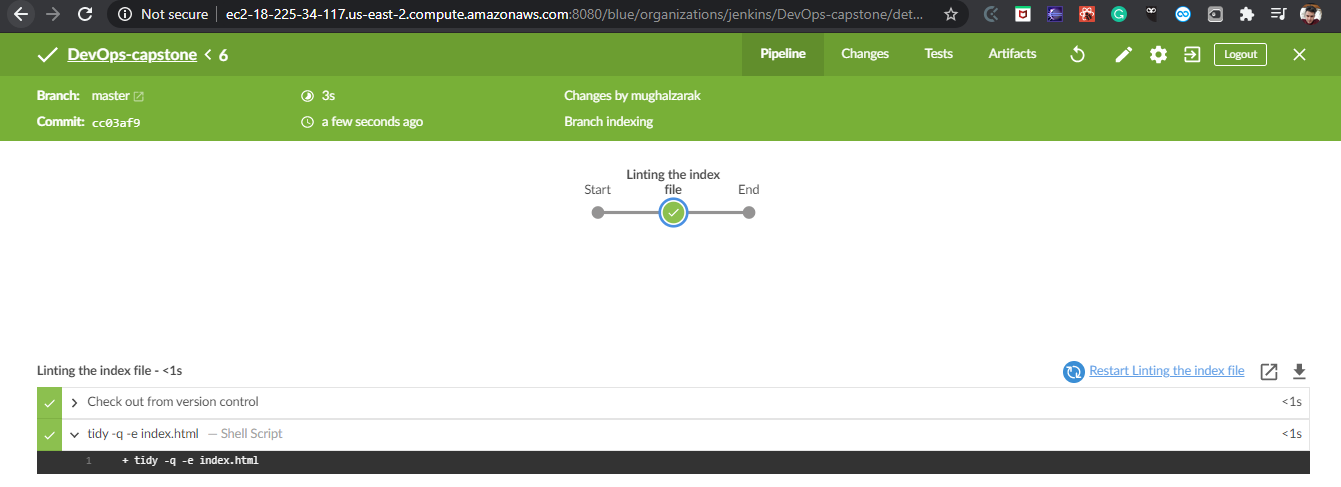 Not secure ec2-18-225-34-117.us-east-2.compute.amazonaws.com:8080/blue/organizations/jenkins/DevOps-capstone/det...
DevOps-capstone < 6 Pipeline Changes Tests Artifacts Logout
Branch: master 3s Changes by mughalzarak
Commit: cc03af9 a few seconds ago Branch indexing
Start Linting the index file End
Linting the index file - <1s Restart Linting the index file
Check out from version control <1s
tidy -q -e index.html — Shell Script <1s
1 + tidy -q -e index.html